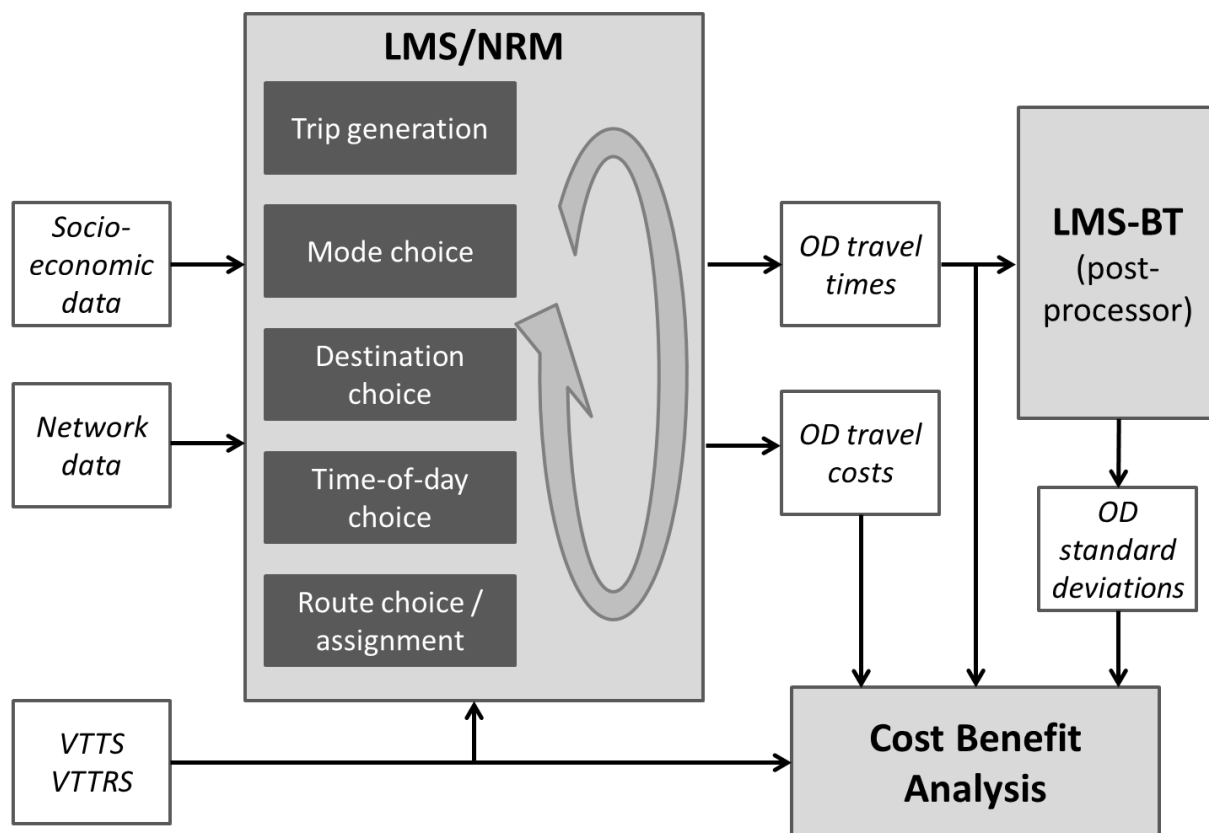 LMS/NRM
Trip generation
Mode choice
Destination
choice
Time-of-day
choice
Route choice /
assignment
Socio-
economic
data
Network
data
VTTS
VTTRS
OD travel
times
OD travel
costs
LMS-BT
(post-
processor)
OD
standard
deviations
Cost Benefit
Analysis